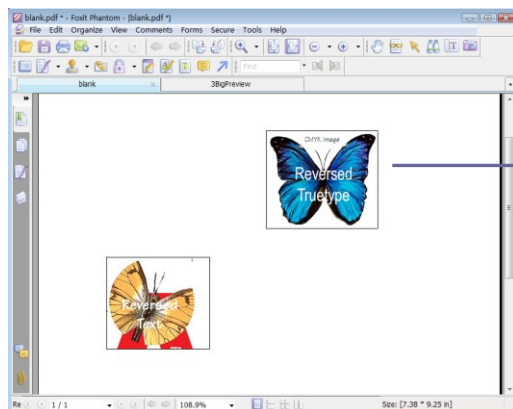 blank.pdf * - Foxit Phantom - [blank.pdf *]
File Edit Organize View Comments Forms Secure Tools Help
Find
blank
3BigPreview
CMYK Image
Reversed
Truetype
Reversed
Text
1 / 1
108.9%
Size: [7.38 * 9.25 in]